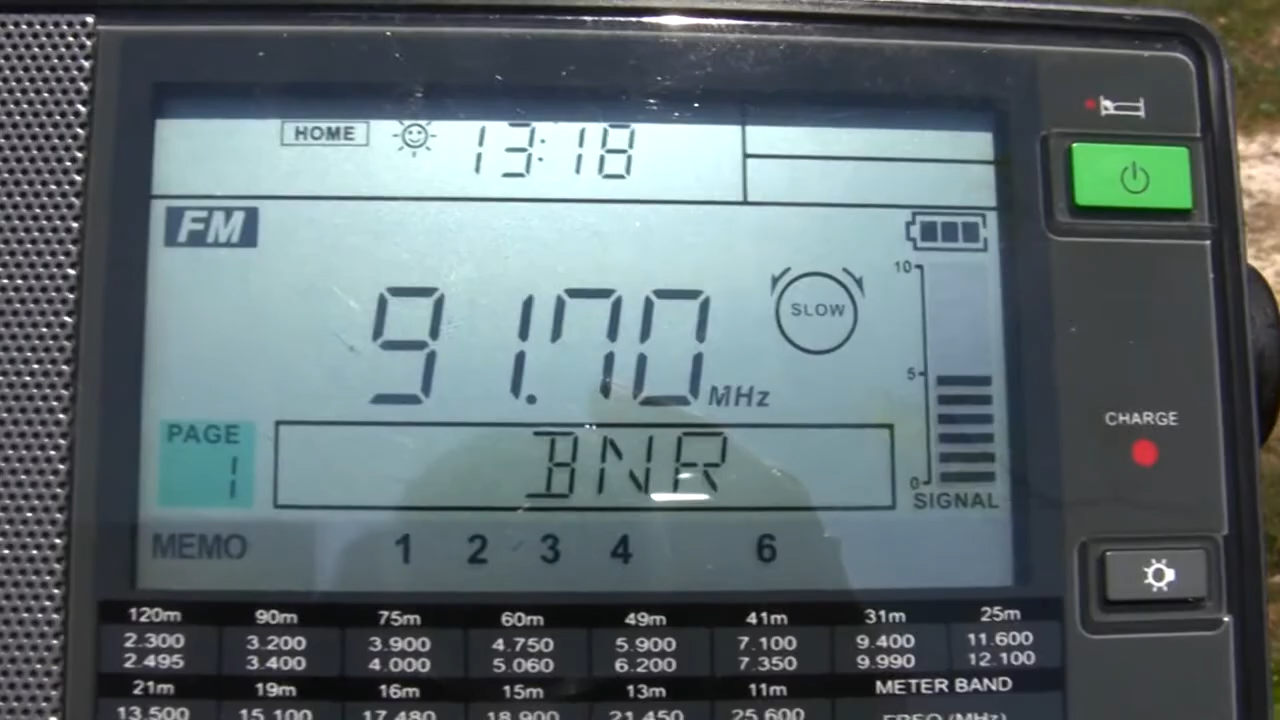 HOME 13:18
FM
91.70 MHz
SLOW
10
5
0
SIGNAL
PAGE
1
BNR
MEMO 1 2 3 4 6
CHARGE
120m 90m 75m 60m 49m 41m 31m 25m
2.300 3.200 3.900 4.750 5.900 7.100 9.400 11.600
2.495 3.400 4.000 5.060 6.200 7.350 9.990 12.100
21m 19m 16m 15m 13m 11m METER BAND
13.500 15.100 17.480 18.900 21.450 25.600 FREQ (MHz)